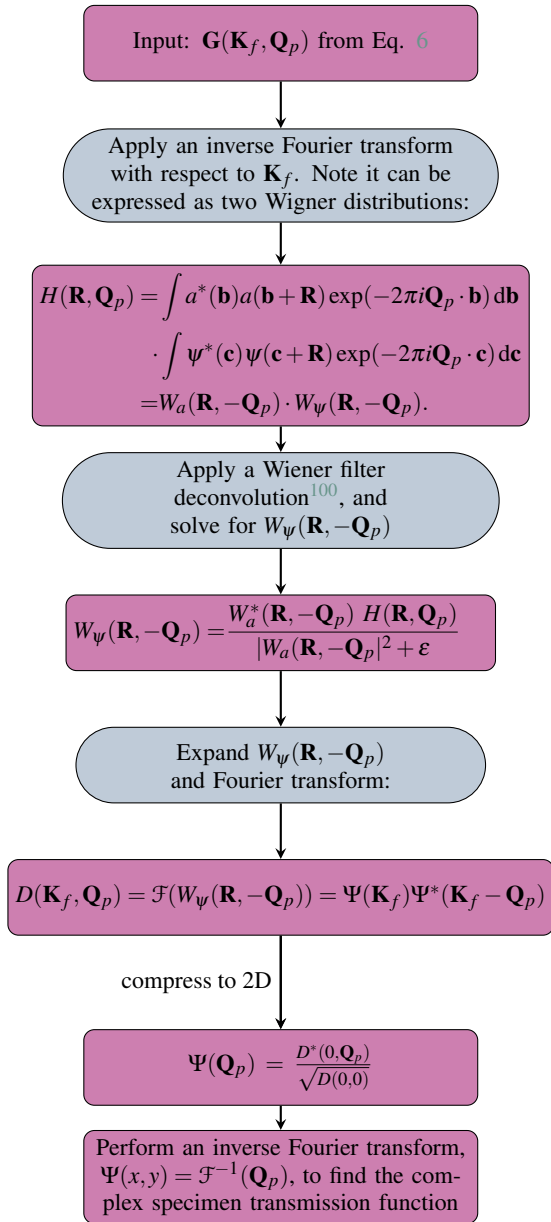 Input: G(K_f, Q_p) from Eq. 6
Apply an inverse Fourier transform
with respect to K_f. Note it can be
expressed as two Wigner distributions:
H(R, Q_p) = ∫ a*(b)a(b + R) exp(−2πiQ_p · b) db
· ∫ ψ*(c)ψ(c + R) exp(−2πiQ_p · c) dc
=W_a(R, −Q_p) · W_ψ(R, −Q_p).
Apply a Wiener filter
deconvolution^100, and
solve for W_ψ(R, −Q_p)
W_ψ(R, −Q_p) = \frac{W_a^*(R, −Q_p) H(R, Q_p)}{|W_a(R, −Q_p|^2 + ε}
Expand W_ψ(R, −Q_p)
and Fourier transform:
D(K_f, Q_p) = ℱ(W_ψ(R, −Q_p)) = Ψ(K_f)Ψ*(K_f − Q_p)
compress to 2D
Ψ(Q_p) = \frac{D^*(0,Q_p)}{\sqrt{D(0,0)}}
Perform an inverse Fourier transform,
Ψ(x, y) = ℱ^{−1}(Q_p), to find the com-
plex specimen transmission function